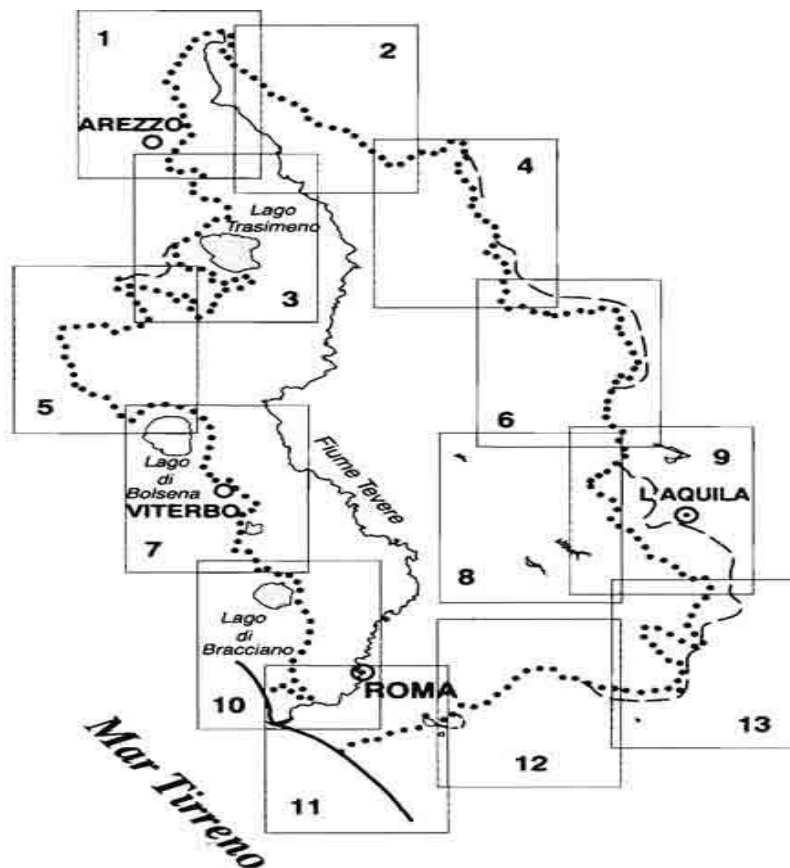 1
2
AREZZO
4
Lago
Trasimeno
3
5
6
Fiume Tevere
9
Lago
di
Bolsena
L'AQUILA
VITERBO
7
8
Lago
di
Bracciano
ROMA
10
13
12
11
Mar Tirreno